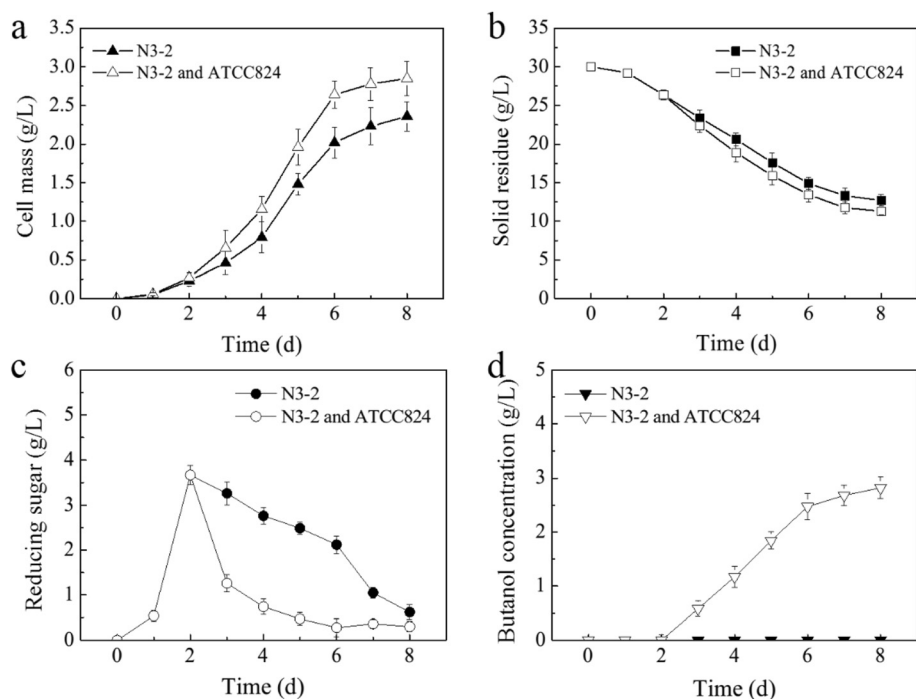 a
N3-2
N3-2 and ATCC824
Cell mass (g/L)
3.5
3.0
2.5
2.0
1.5
1.0
0.5
0.0
0 2 4 6 8
Time (d)
b
N3-2
N3-2 and ATCC824
Solid residue (g/L)
35
30
25
20
15
10
5
0
0 2 4 6 8
Time (d)
c
N3-2
N3-2 and ATCC824
Reducing sugar (g/L)
6
5
4
3
2
1
0
0 2 4 6 8
Time (d)
d
N3-2
N3-2 and ATCC824
Butanol concentration (g/L)
5
4
3
2
1
0
0 2 4 6 8
Time (d)